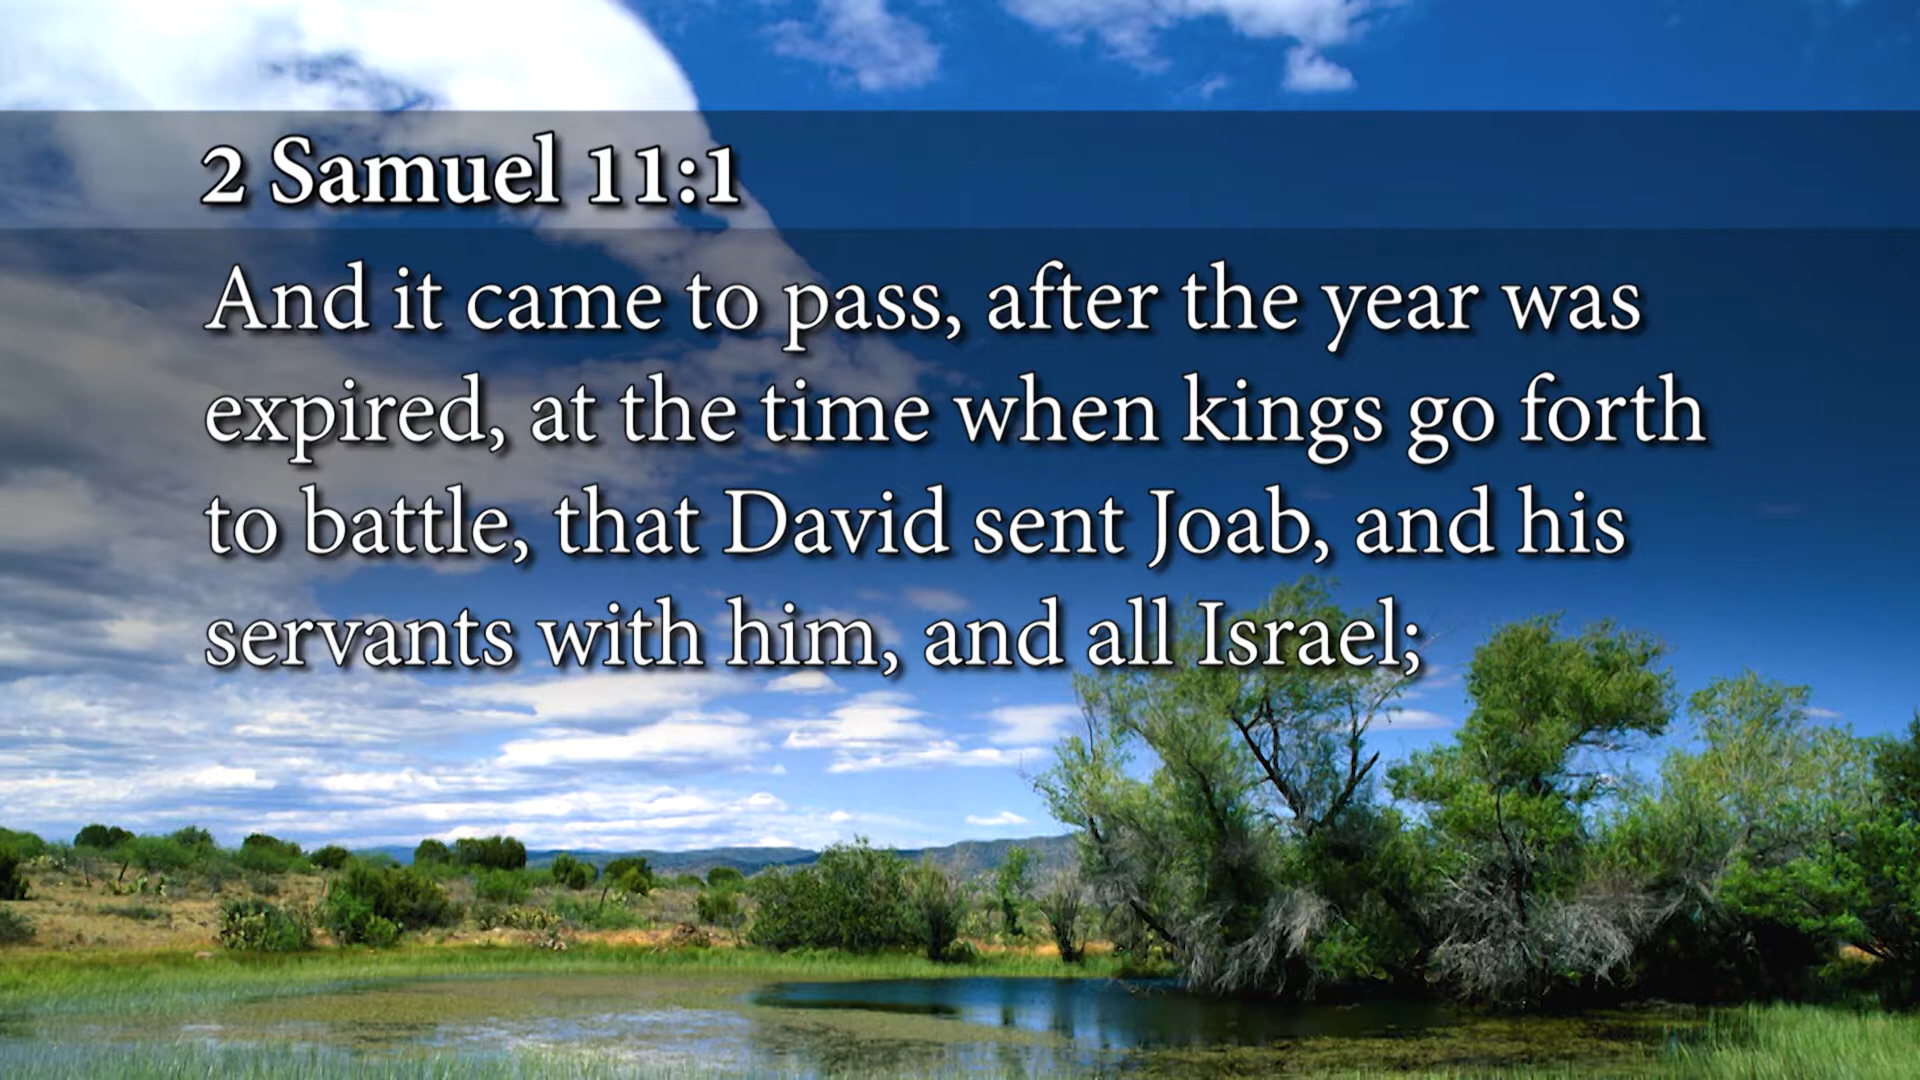 2 Samuel 11:1
And it came to pass, after the year was
expired, at the time when kings go forth
to battle, that David sent Joab, and his
servants with him, and all Israel;